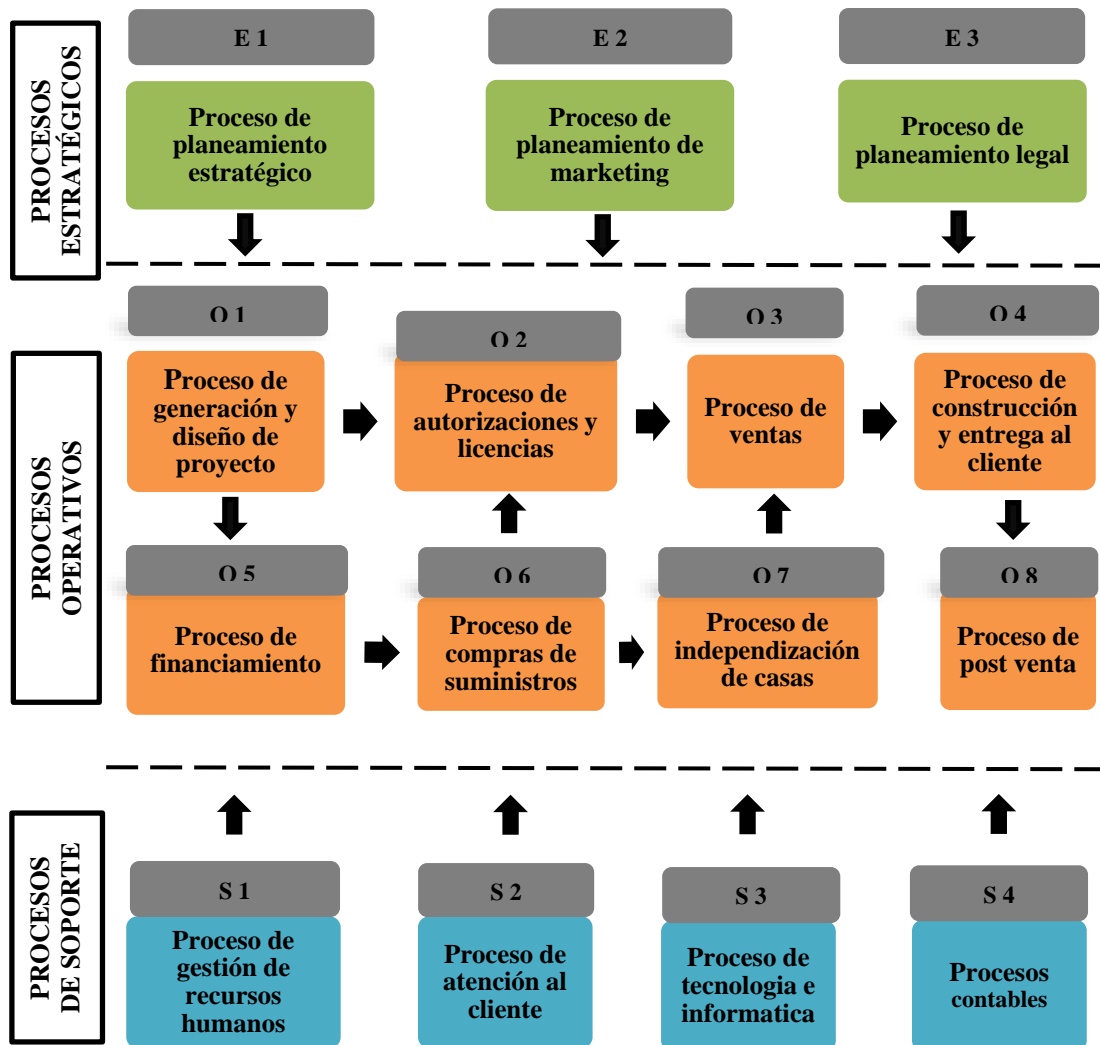 PROCESOS
ESTRATÉGICOS
E 1
E 2
E 3
Proceso de
planeamiento
estratégico
Proceso de
planeamiento de
marketing
Proceso de
planeamiento legal
PROCESOS
OPERATIVOS
O 1
O 2
O 3
O 4
Proceso de
generación y
diseño de
proyecto
Proceso de
autorizaciones y
licencias
Proceso de
ventas
Proceso de
construcción
y entrega al
cliente
O 5
O 6
O 7
O 8
Proceso de
financiamiento
Proceso de
compras de
suministros
Proceso de
independización
de casas
Proceso de
post venta
PROCESOS
DE SOPORTE
S 1
S 2
S 3
S 4
Proceso de
gestión de
recursos
humanos
Proceso de
atención al
cliente
Proceso de
tecnologia e
informatica
Procesos
contables